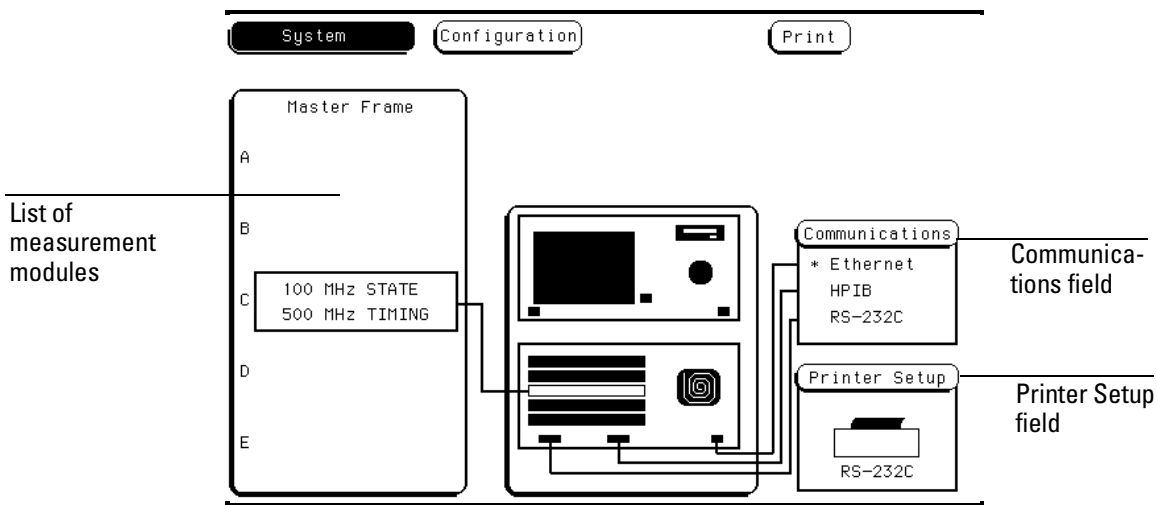 System
Configuration
Print
Master Frame
A
B
C
100 MHz STATE
500 MHz TIMING
D
E
List of
measurement
modules
Communications
* Ethernet
HPIB
RS-232C
Communica-
tions field
Printer Setup
RS-232C
Printer Setup
field